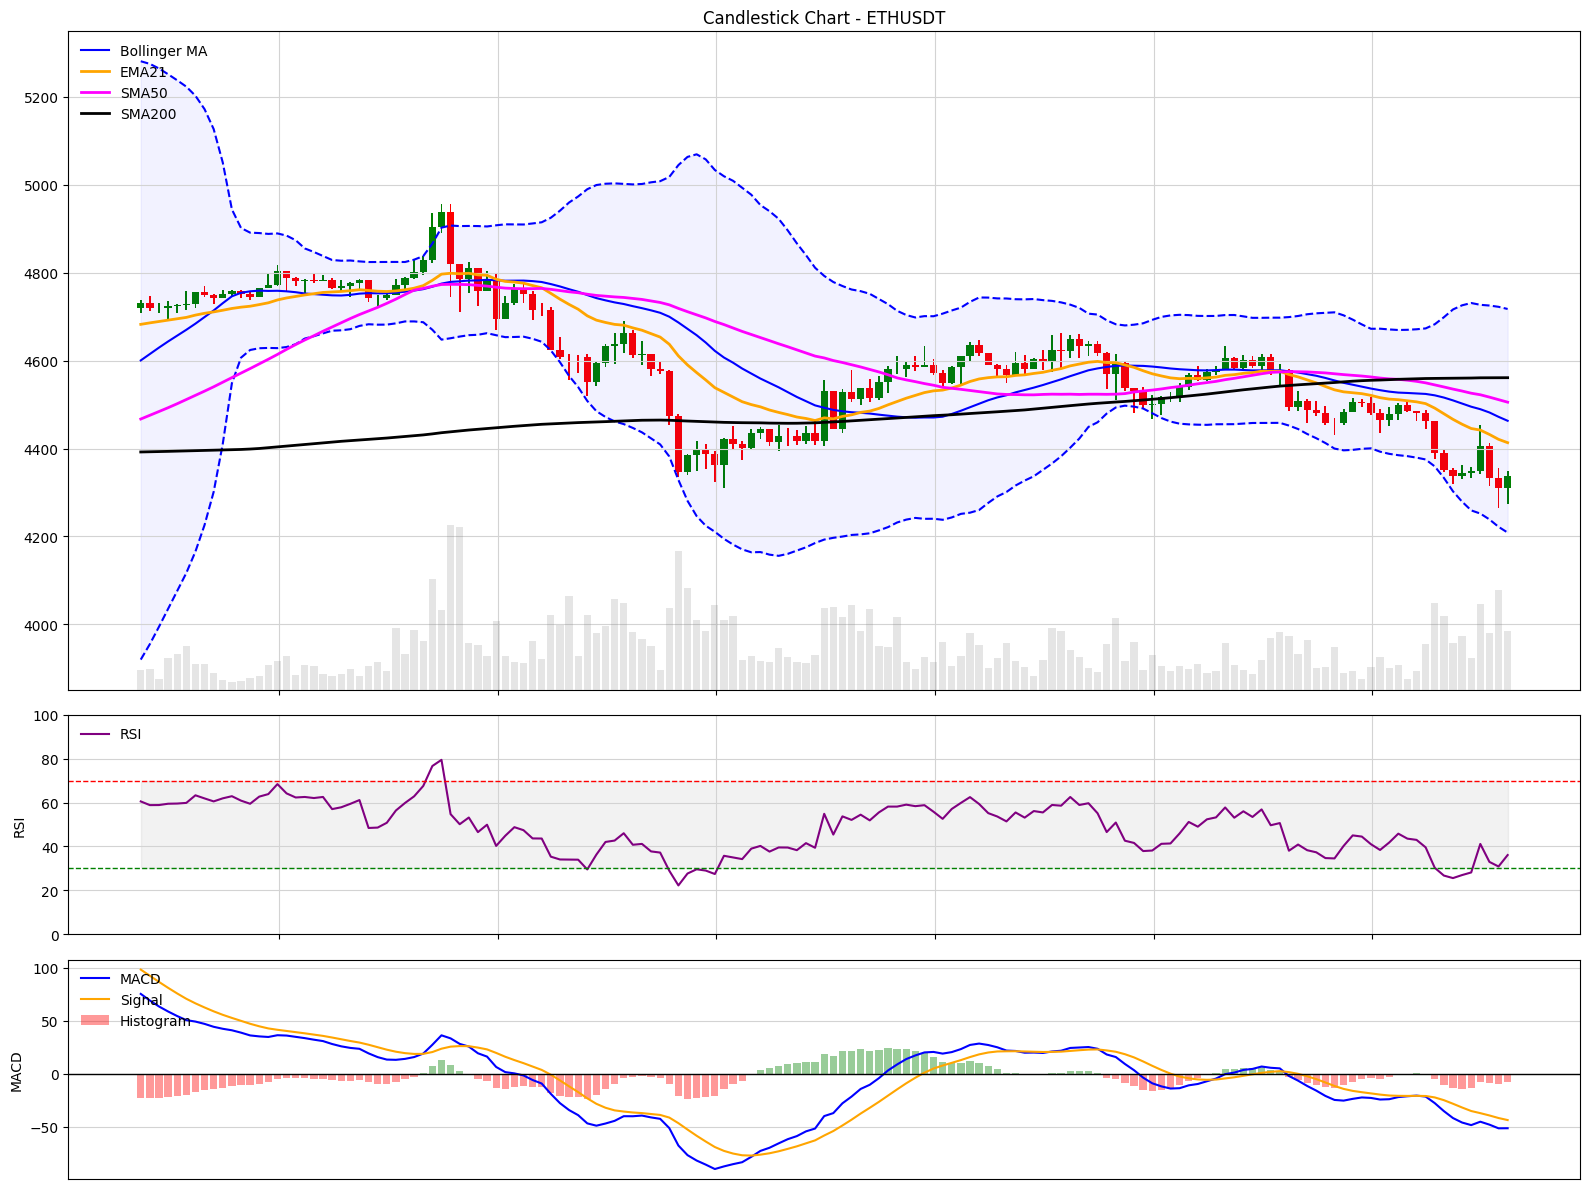 Candlestick Chart - ETHUSDT
Bollinger MA
EMA21
SMA50
SMA200
5200
5000
4800
4600
4400
4200
4000
RSI
100
80
60
40
20
0
RSI
MACD
Signal
Histogram
100
50
0
−50
MACD